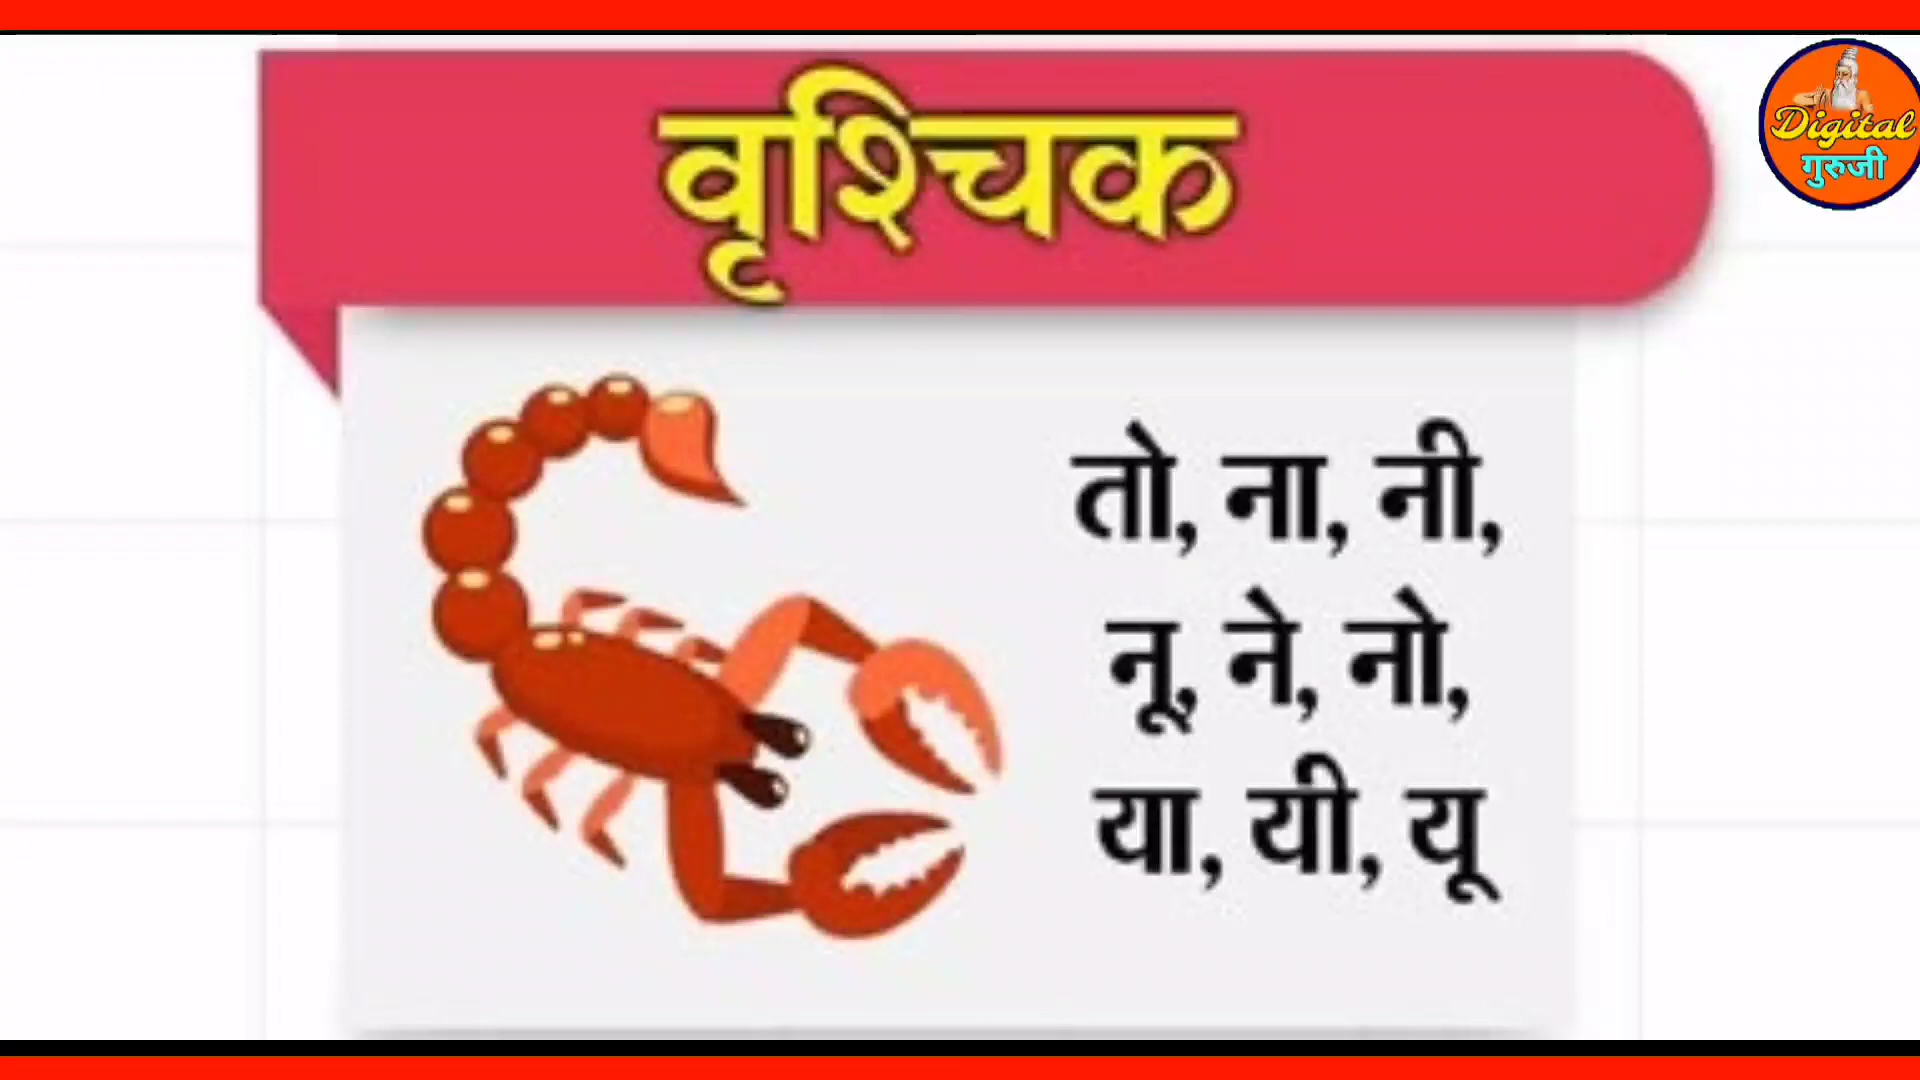 वृश्चिक
Digital
गुरुजी
तो, ना, नी,
नू, ने, नो,
या, यी, यू